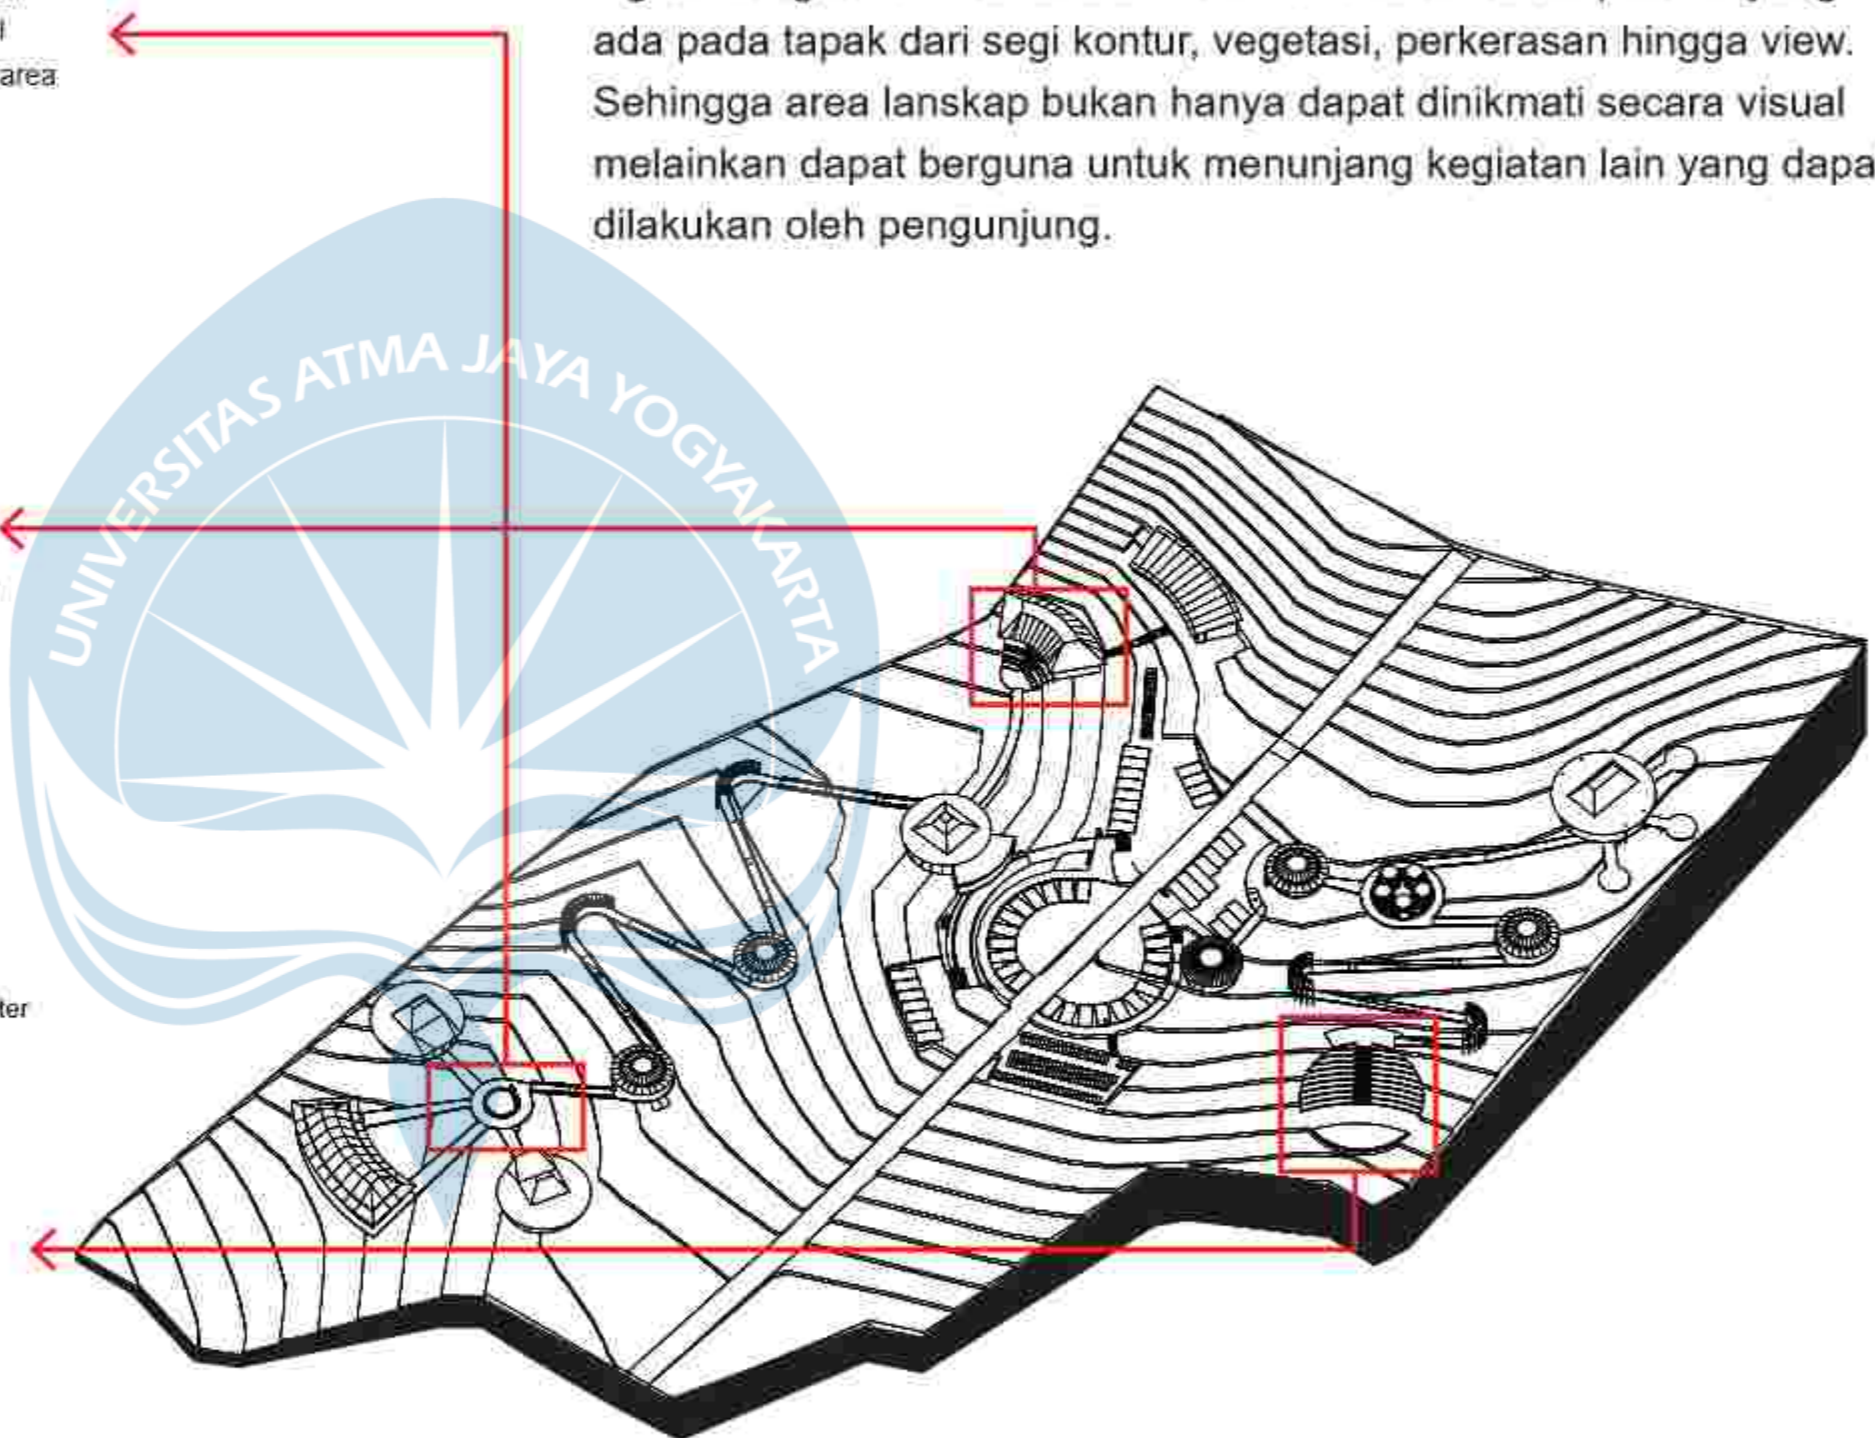 area
ada pada tapak dari segi kontur, vegetasi, perkerasan hingga view.
Sehingga area lanskap bukan hanya dapat dinikmati secara visual
melainkan dapat berguna untuk menunjang kegiatan lain yang dapa
dilakukan oleh pengunjung.
UNIVERSITAS ATMA JAYA YOGYAKARTA
ter